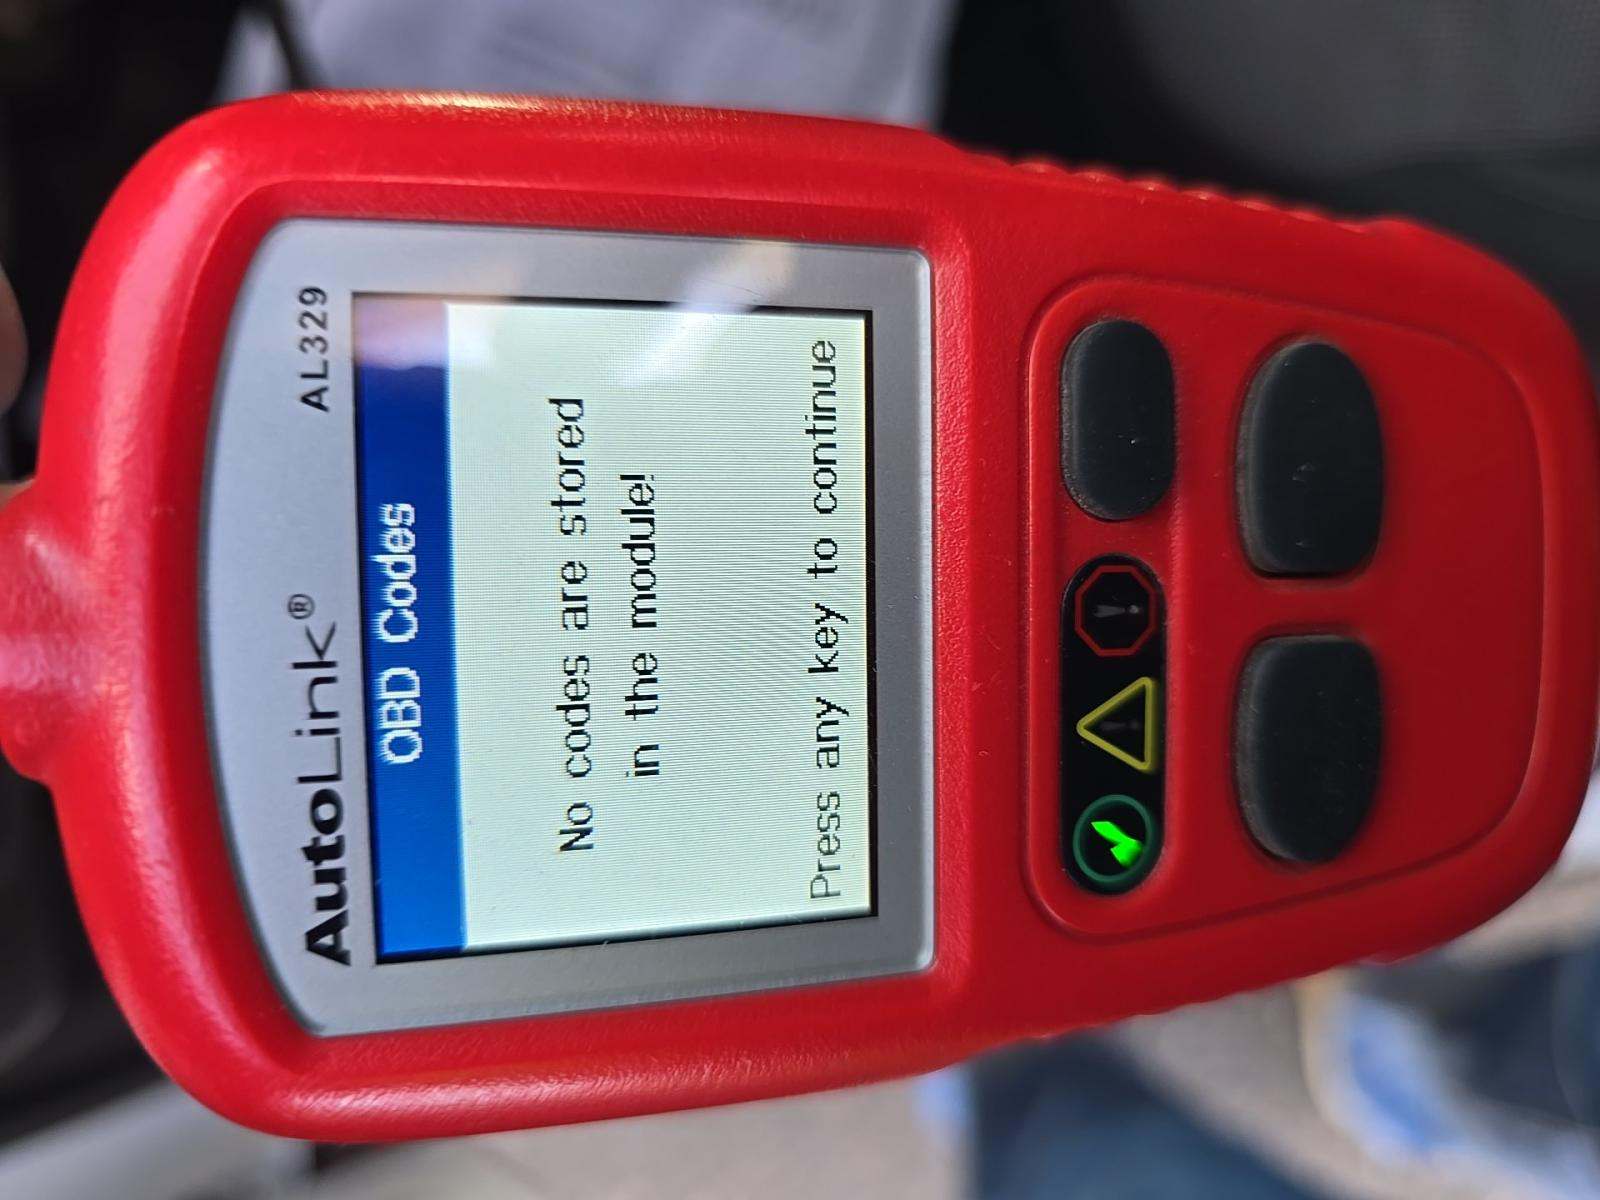 AutoLink® AL329
OBD Codes
No codes are stored
in the module!
Press any key to continue